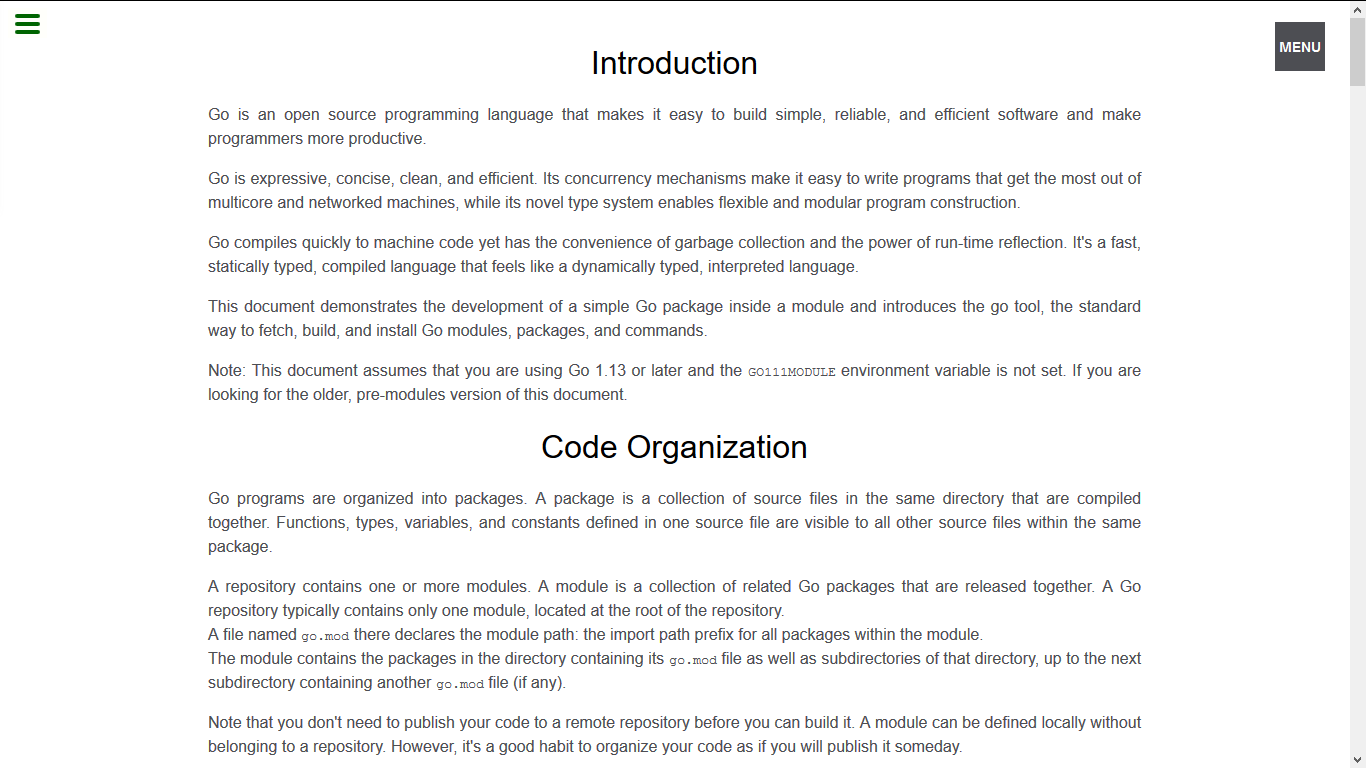 MENU
Introduction
Go is an open source programming language that makes it easy to build simple, reliable, and efficient software and make
programmers more productive.
Go is expressive, concise, clean, and efficient. Its concurrency mechanisms make it easy to write programs that get the most out of
multicore and networked machines, while its novel type system enables flexible and modular program construction.
Go compiles quickly to machine code yet has the convenience of garbage collection and the power of run-time reflection. It's a fast,
statically typed, compiled language that feels like a dynamically typed, interpreted language.
This document demonstrates the development of a simple Go package inside a module and introduces the go tool, the standard
way to fetch, build, and install Go modules, packages, and commands.
Note: This document assumes that you are using Go 1.13 or later and the GO111MODULE environment variable is not set. If you are
looking for the older, pre-modules version of this document.
Code Organization
Go programs are organized into packages. A package is a collection of source files in the same directory that are compiled
together. Functions, types, variables, and constants defined in one source file are visible to all other source files within the same
package.
A repository contains one or more modules. A module is a collection of related Go packages that are released together. A Go
repository typically contains only one module, located at the root of the repository.
A file named go.mod there declares the module path: the import path prefix for all packages within the module.
The module contains the packages in the directory containing its go.mod file as well as subdirectories of that directory, up to the next
subdirectory containing another go.mod file (if any).
Note that you don't need to publish your code to a remote repository before you can build it. A module can be defined locally without
belonging to a repository. However, it's a good habit to organize your code as if you will publish it someday.